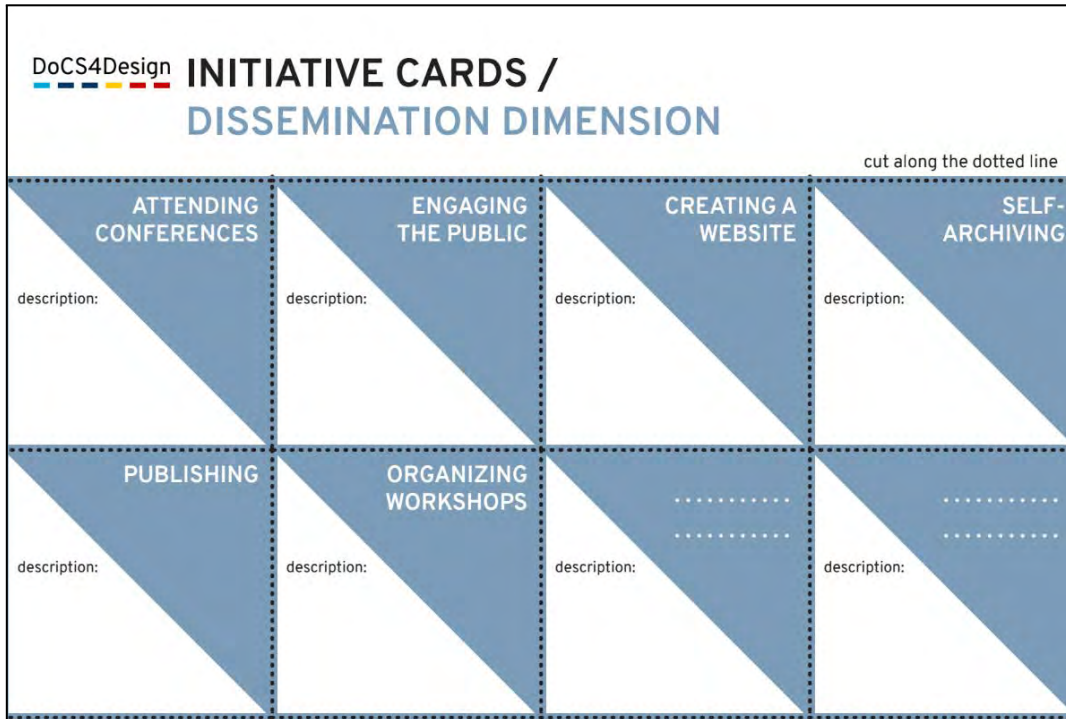 DoCS4Design
INITIATIVE CARDS /
DISSEMINATION DIMENSION
cut along the dotted line
ATTENDING
CONFERENCES
description:
ENGAGING
THE PUBLIC
description:
CREATING A
WEBSITE
description:
SELF-
ARCHIVING
description:
PUBLISHING
description:
ORGANIZING
WORKSHOPS
description:
...........
...........
description:
...........
...........
description: